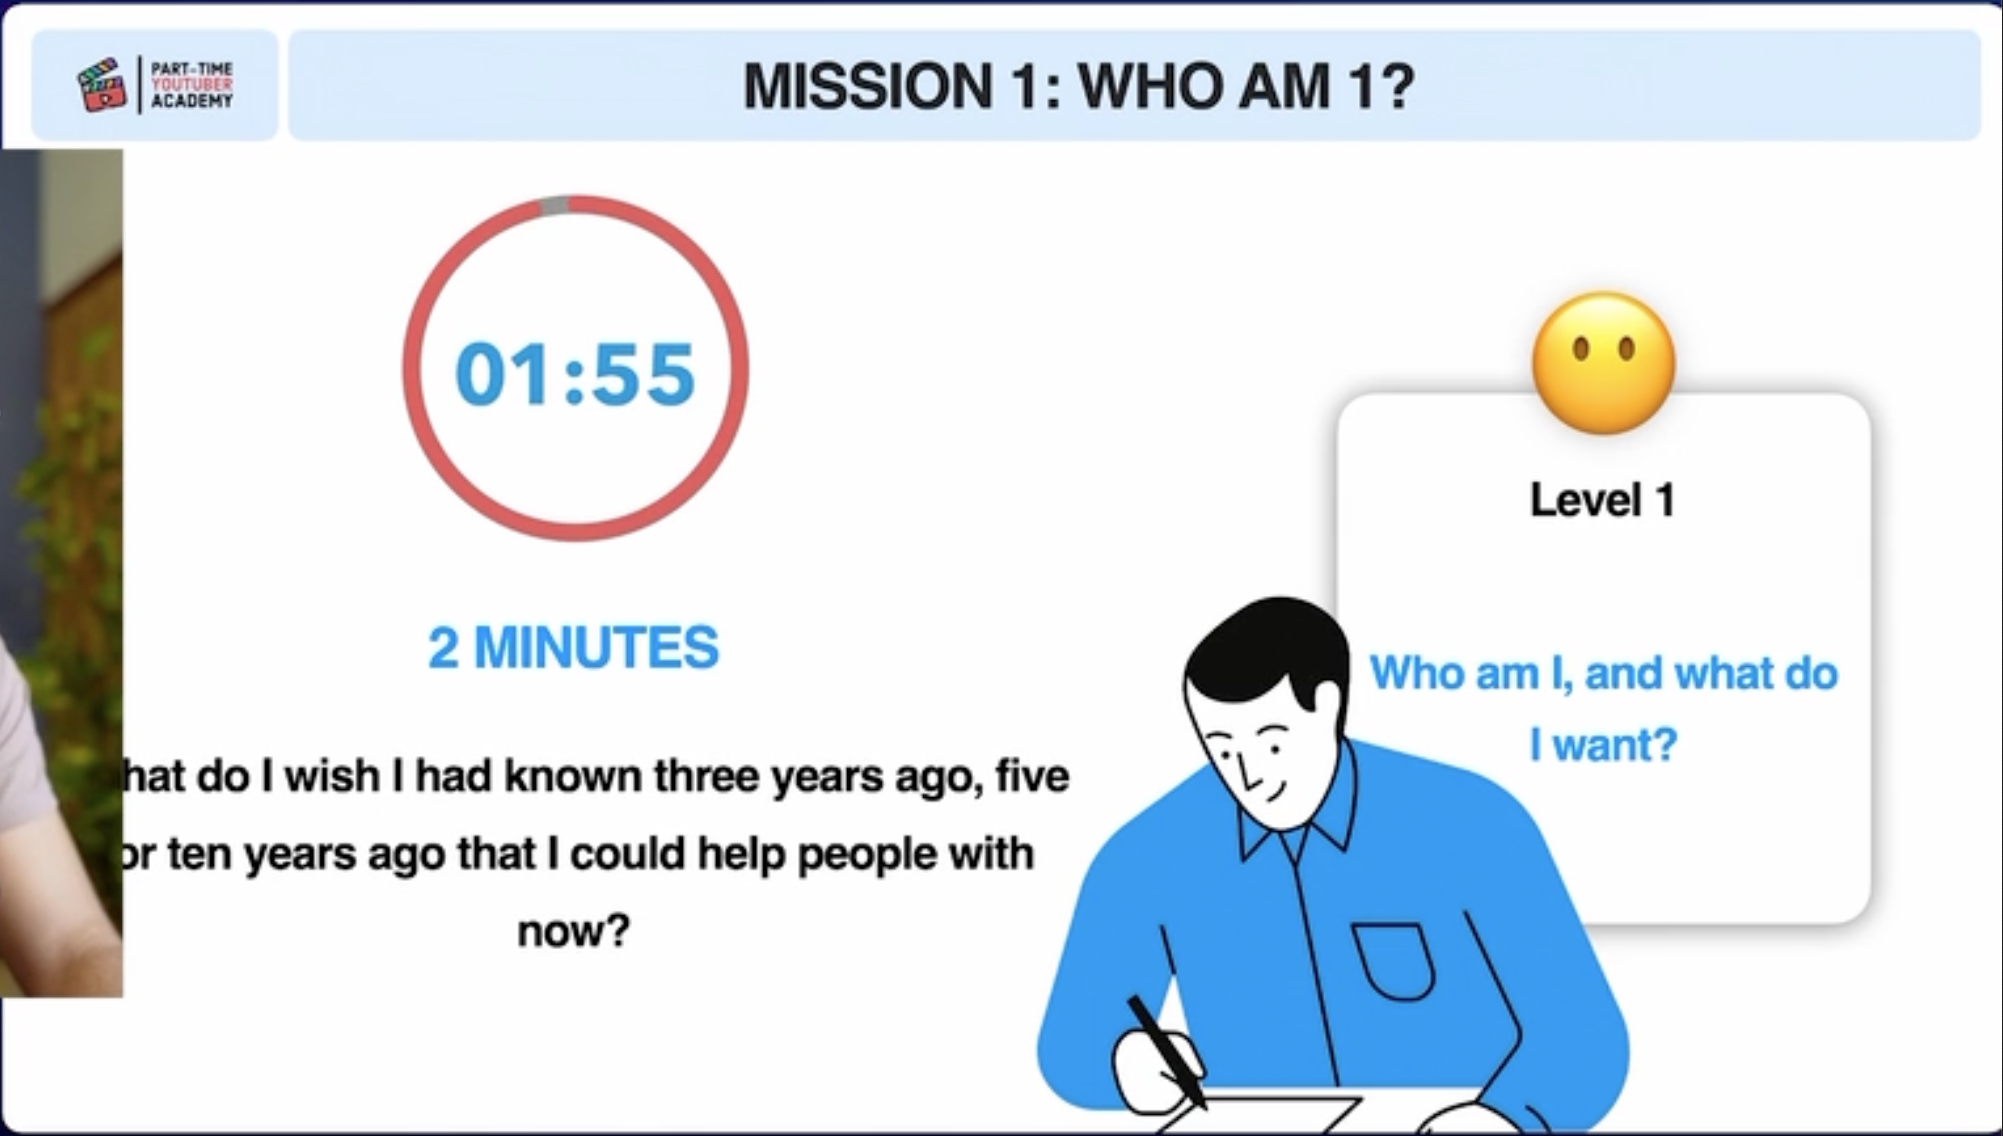 PART-TIME
YOUTUBER
ACADEMY
MISSION 1: WHO AM 1?
01:55
2 MINUTES
hat do I wish I had known three years ago, five
or ten years ago that I could help people with
now?
Level 1
Who am I, and what do
I want?